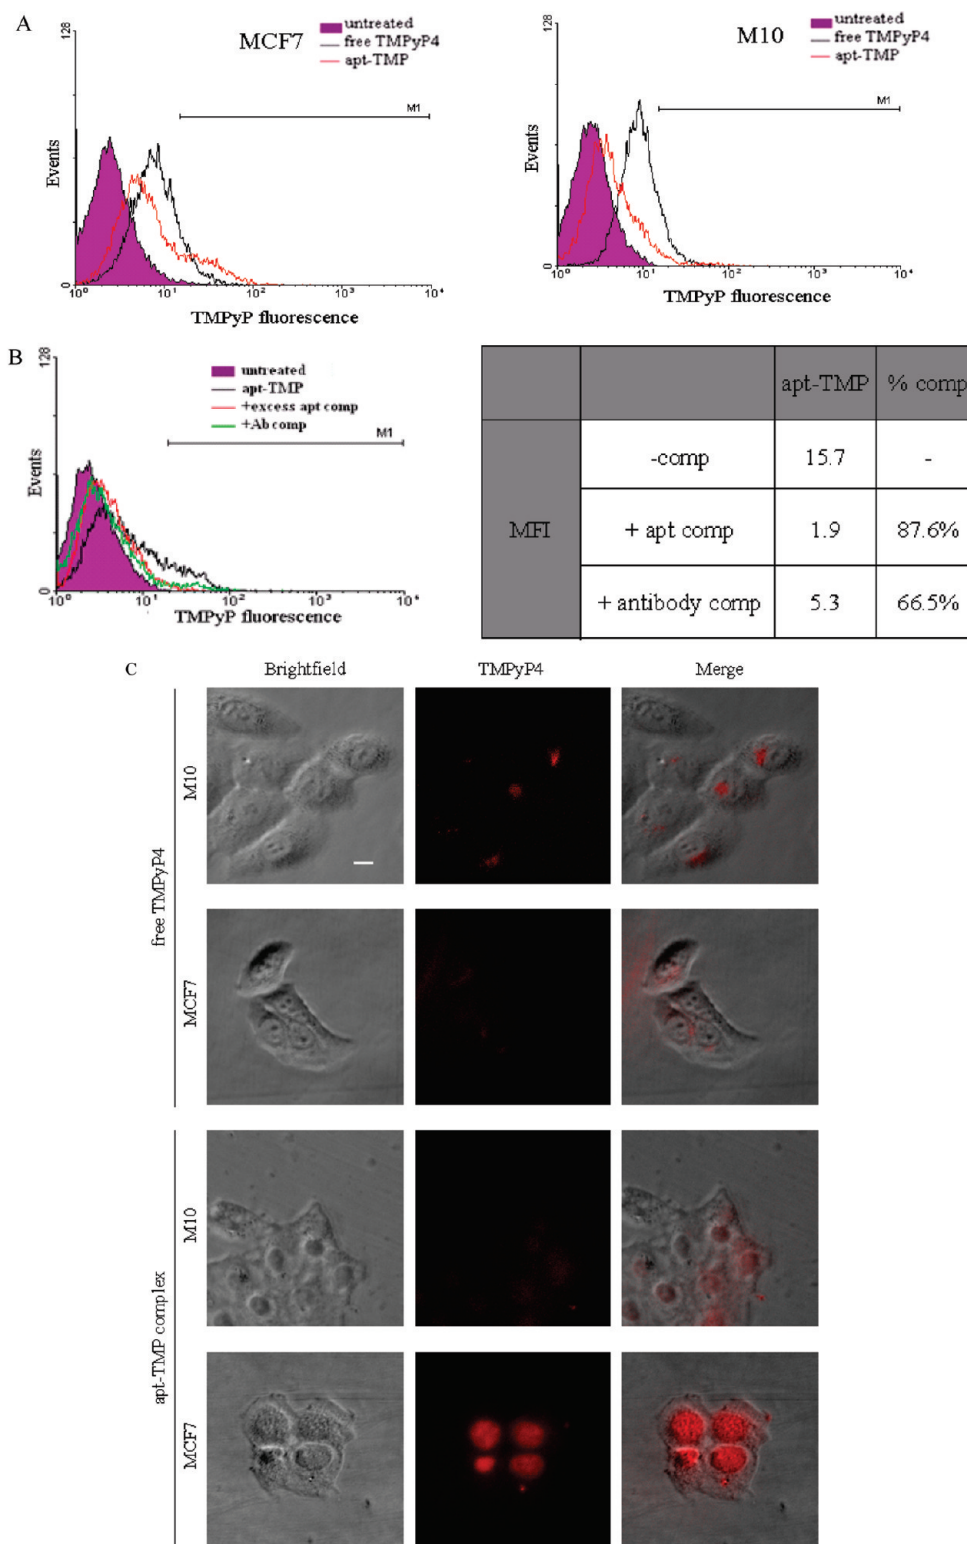 A
MCF7
untreated
free TMPyP4
apt-TMP
128
M1
Events
0
10⁰ 10¹ 10² 10³ 10⁴
TMPyP fluorescence
M10
untreated
free TMPyP4
apt-TMP
128
M1
Events
0
10⁰ 10¹ 10² 10³ 10⁴
TMPyP fluorescence
B
untreated
apt-TMP
+excess apt comp
+Ab comp
128
M1
Events
0
10⁰ 10¹ 10² 10³ 10⁴
TMPyP fluorescence
apt-TMP % comp
MFI
-comp 15.7 -
+ apt comp 1.9 87.6%
+ antibody comp 5.3 66.5%
C
Brightfield TMPyP4 Merge
free TMPyP4
M10
MCF7
apt-TMP complex
M10
MCF7